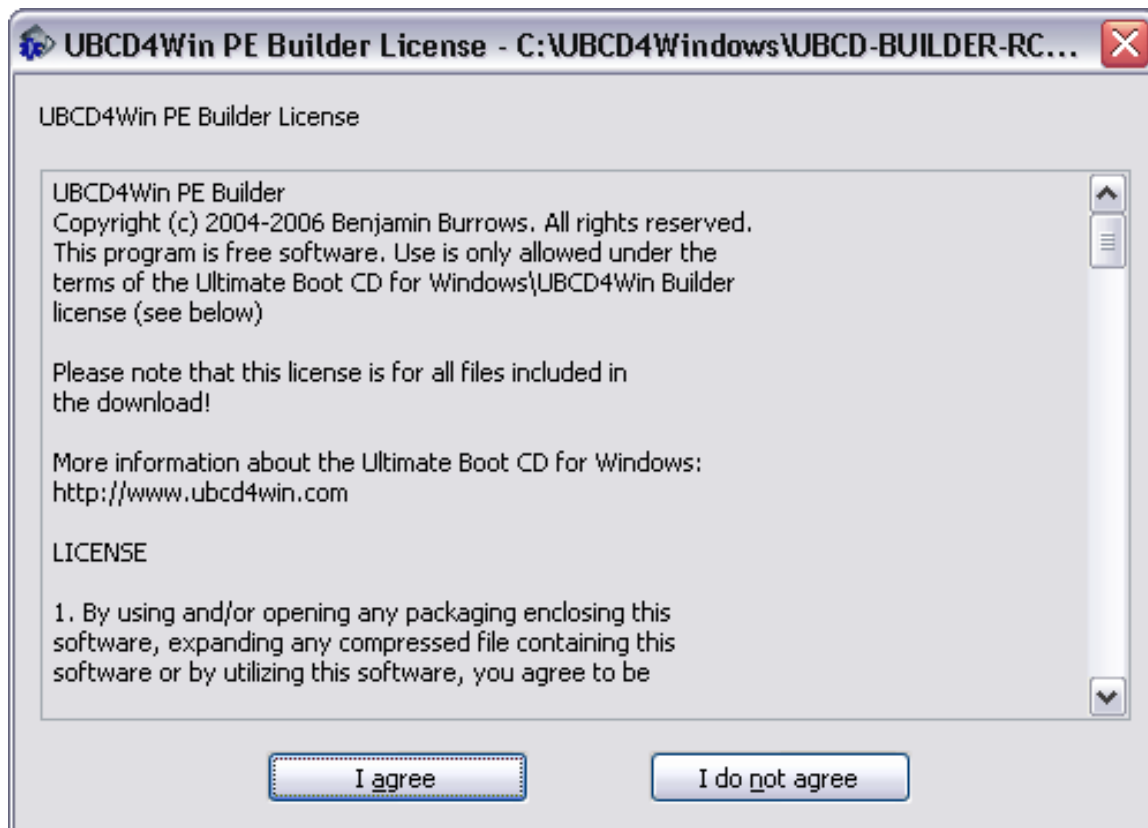 UBCD4Win PE Builder License - C:\UBCD4Windows\UBCD-BUILDER-RC...
UBCD4Win PE Builder License
UBCD4Win PE Builder
Copyright (c) 2004-2006 Benjamin Burrows. All rights reserved.
This program is free software. Use is only allowed under the
terms of the Ultimate Boot CD for Windows\UBCD4Win Builder
license (see below)
Please note that this license is for all files included in
the download!
More information about the Ultimate Boot CD for Windows:
http://www.ubcd4win.com
LICENSE
1. By using and/or opening any packaging enclosing this
software, expanding any compressed file containing this
software or by utilizing this software, you agree to be
I agree
I do not agree